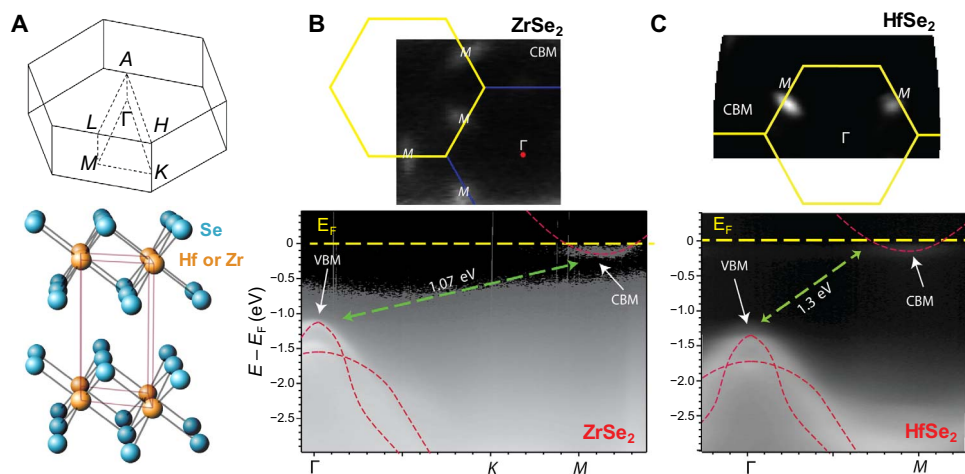 A
A
Γ
L
H
M
K
Se
Hf or Zr
B
ZrSe2
CBM
M
M
M
M
Γ
EF
VBM
1.07 eV
CBM
E – EF (eV)
0
−0.5
−1.0
−1.5
−2.0
−2.5
ZrSe2
Γ
K
M
C
HfSe2
M
M
CBM
Γ
EF
VBM
1.3 eV
CBM
0
−0.5
−1.0
−1.5
−2.0
−2.5
HfSe2
Γ
M